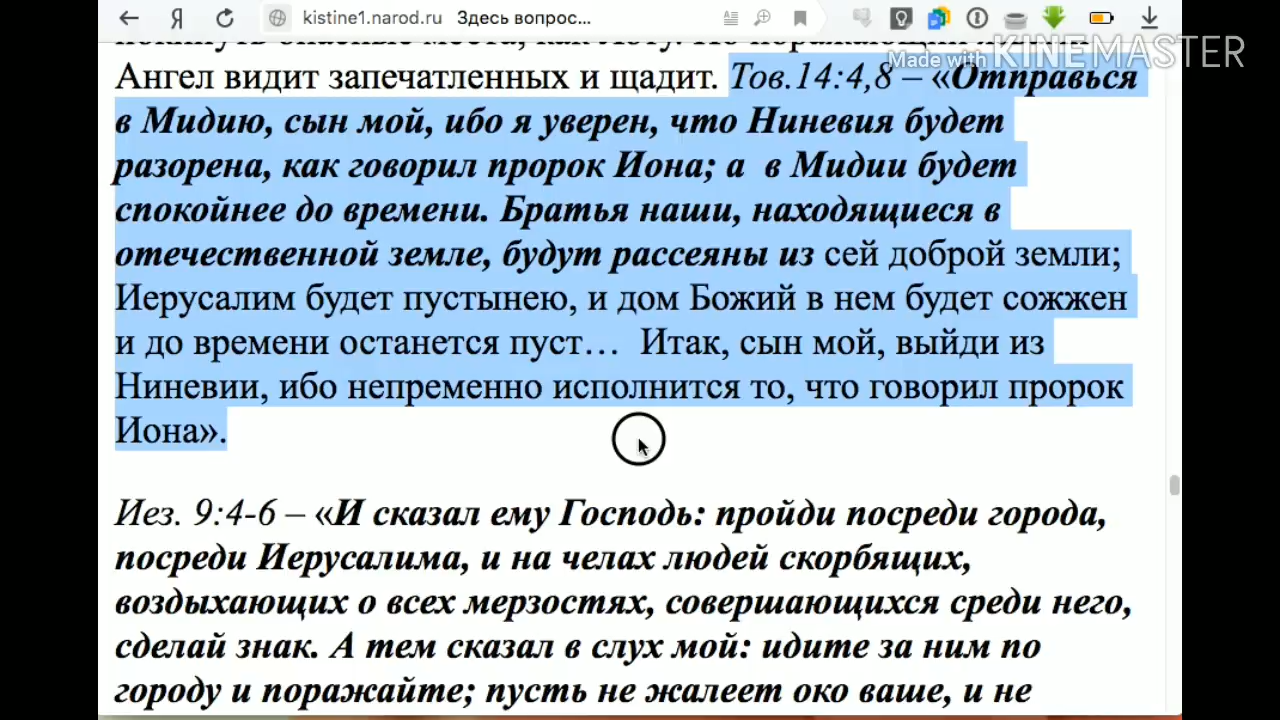 kistine1.narod.ru Здесь вопрос...
Made with KINEMASTER
Ангел видит запечатленных и щадит. Тов.14:4,8 – «Отправься
в Мидию, сын мой, ибо я уверен, что Ниневия будет
разорена, как говорил пророк Иона; а в Мидии будет
спокойнее до времени. Братья наши, находящиеся в
отечественной земле, будут рассеяны из сей доброй земли;
Иерусалим будет пустынею, и дом Божий в нем будет сожжен
и до времени останется пуст… Итак, сын мой, выйди из
Ниневии, ибо непременно исполнится то, что говорил пророк
Иона».
Иез. 9:4-6 – «И сказал ему Господь: пройди посреди города,
посреди Иерусалима, и на челах людей скорбящих,
воздыхающих о всех мерзостях, совершающихся среди него,
сделай знак. А тем сказал в слух мой: идите за ним по
городу и поражайте; пусть не жалеет око ваше, и не